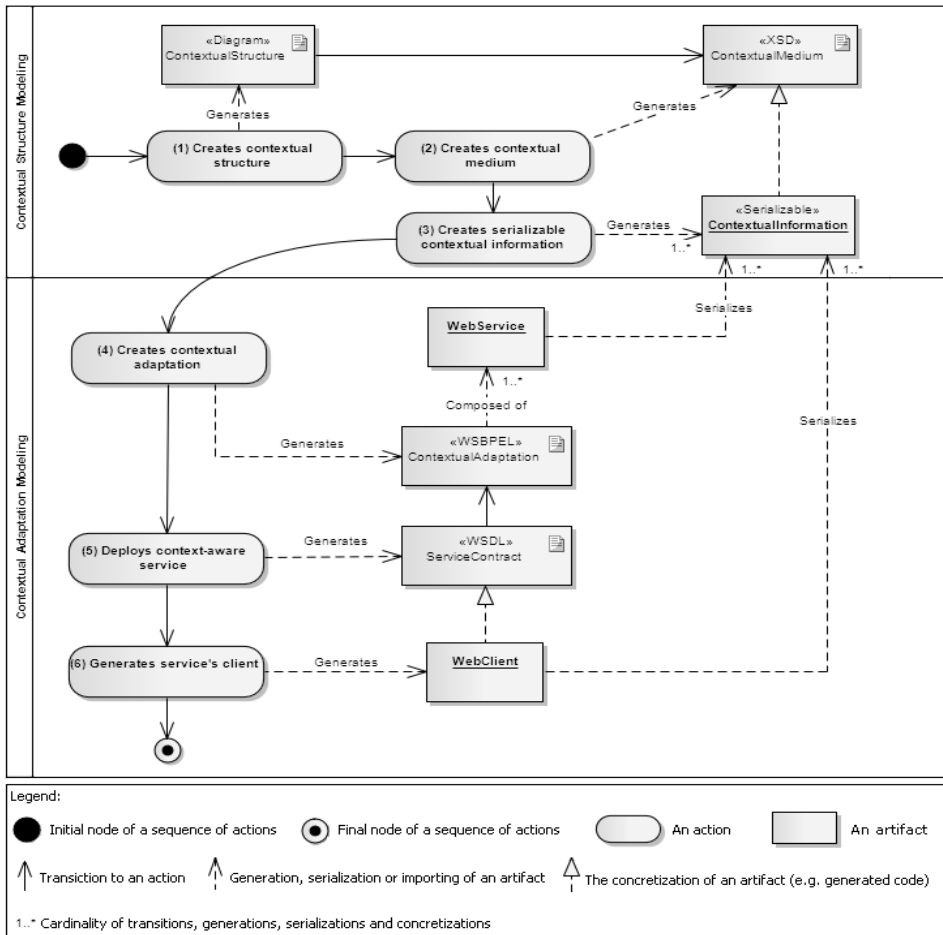 Contextual Structure Modeling
«Diagram»
ContextualStructure
«XSD»
ContextualMedium
Generates
Generates
(1) Creates contextual
structure
(2) Creates contextual
medium
(3) Creates serializable
contextual information
Generates
1..*
«Serializable»
ContextualInformation
1..*
1..*
Contextual Adaptation Modeling
Serializes
WebService
(4) Creates contextual
adaptation
1..*
Composed of
Serializes
Generates
«WSBPEL»
ContextualAdaptation
(5) Deploys context-aware
service
Generates
«WSDL»
ServiceContract
(6) Generates service's client
Generates
WebClient
Legend:
Initial node of a sequence of actions
Final node of a sequence of actions
An action
An artifact
Transiction to an action
Generation, serialization or importing of an artifact
The concretization of an artifact (e.g. generated code)
1..* Cardinality of transitions, generations, serializations and concretizations